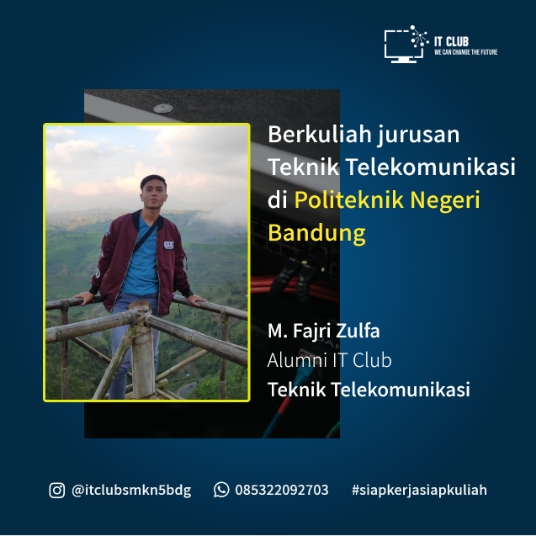 IT CLUB
WE CAN CHANGE THE FUTURE
Berkuliah jurusan
Teknik Telekomunikasi
di Politeknik Negeri
Bandung
M. Fajri Zulfa
Alumni IT Club
Teknik Telekomunikasi
@itclubsmkn5bdg 085322092703 #siapkerjasiapkuliah